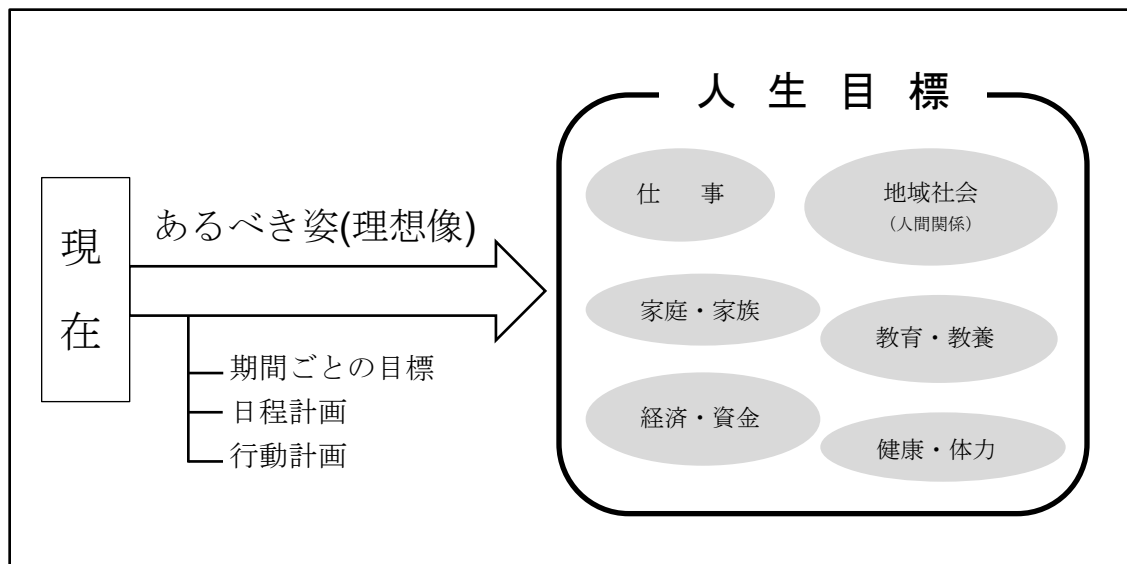 人生目標
現在
あるべき姿(理想像)
期間ごとの目標
日程計画
行動計画
仕　事
地域社会
（人間関係）
家庭・家族
教育・教養
経済・資金
健康・体力